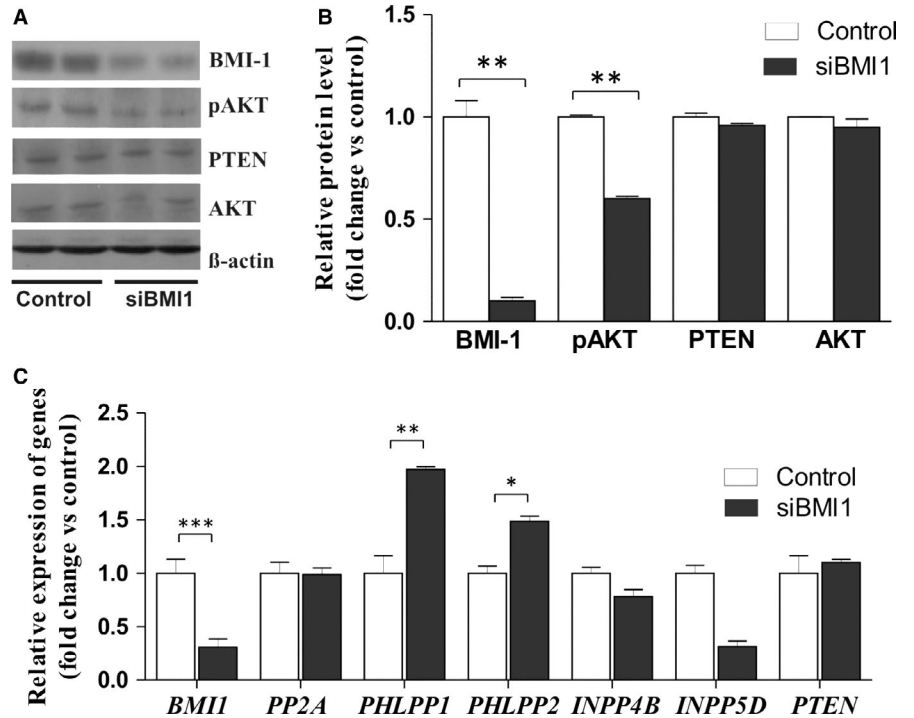 A
BMI-1
pAKT
PTEN
AKT
ß-actin
Control
siBMI1
B
Relative protein level
(fold change vs control)
1.5
1.0
0.5
0.0
**
**
Control
siBMI1
BMI-1
pAKT
PTEN
AKT
C
Relative expression of genes
(fold change vs control)
2.5
2.0
1.5
1.0
0.5
0.0
***
**
*
Control
siBMI1
BMI1
PP2A
PHLPP1
PHLPP2
INPP4B
INPP5D
PTEN